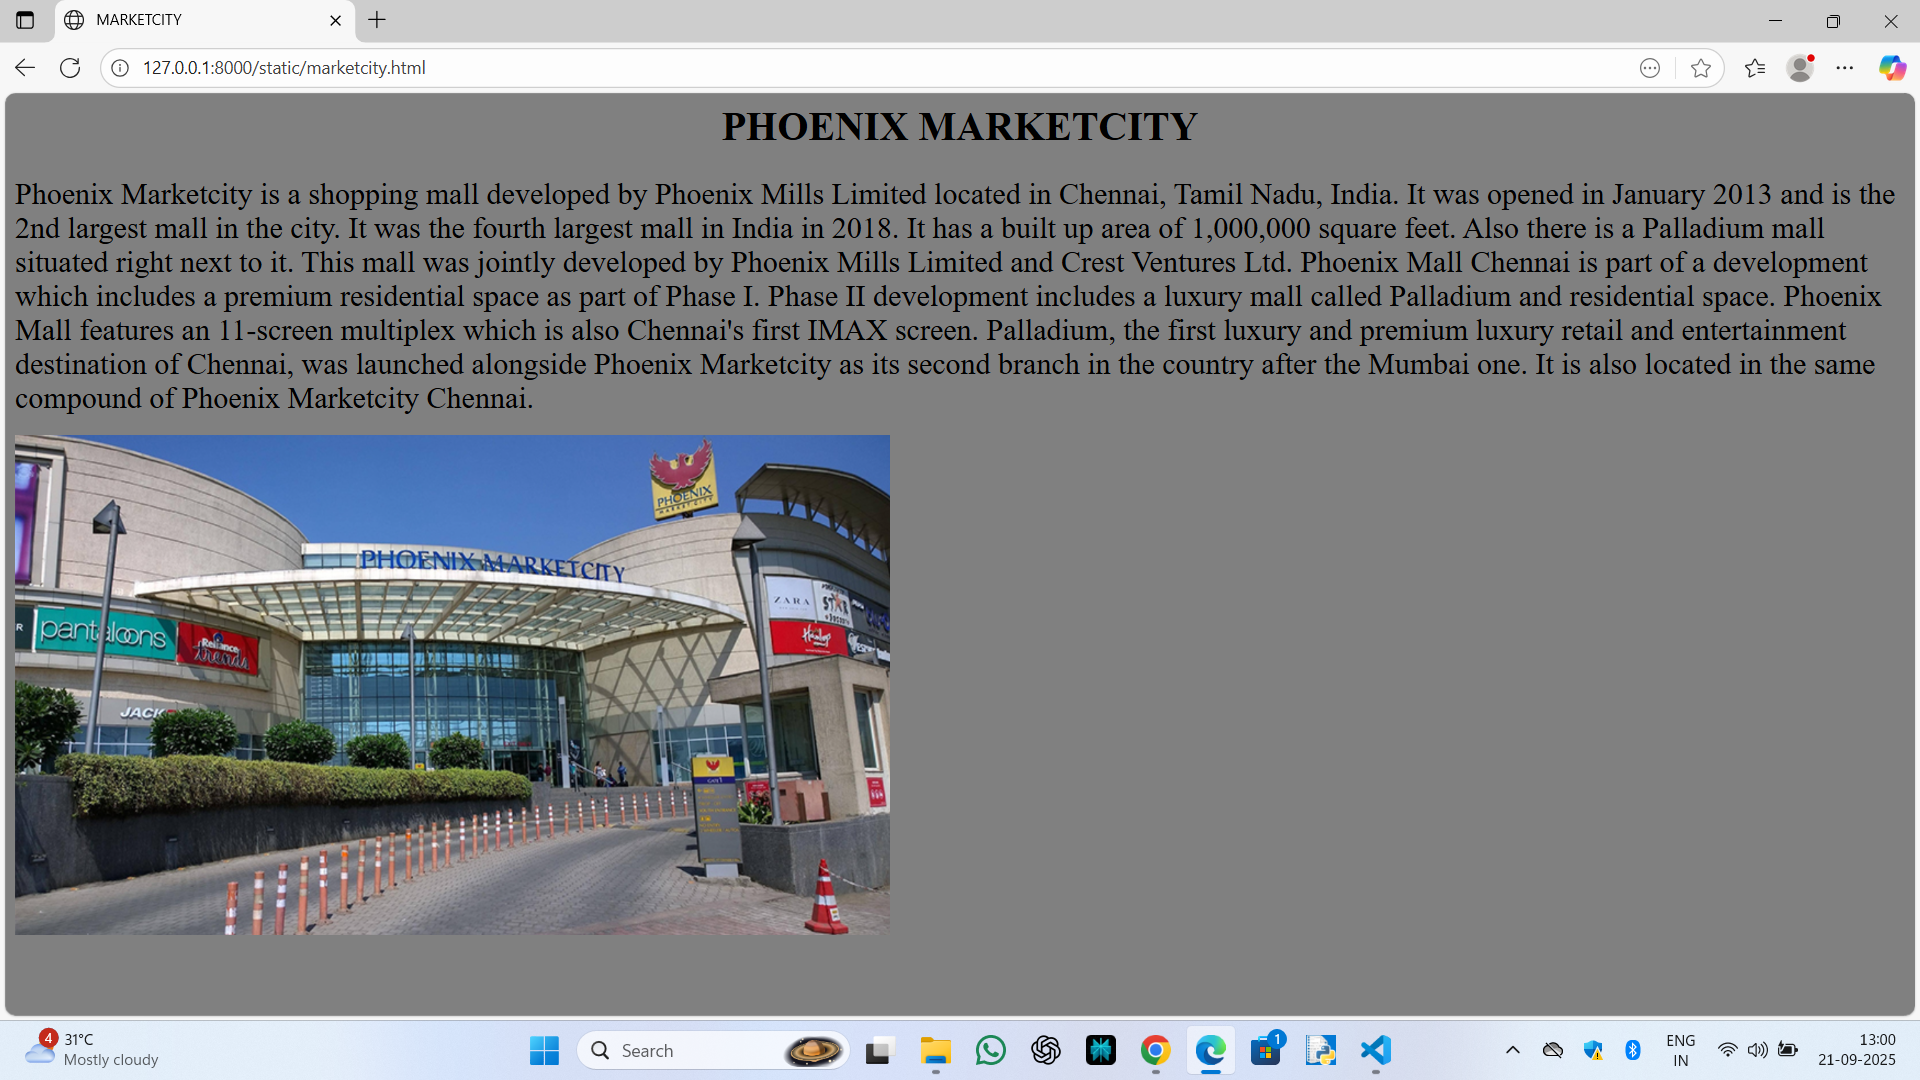 MARKETCITY
127.0.0.1:8000/static/marketcity.html
PHOENIX MARKETCITY
Phoenix Marketcity is a shopping mall developed by Phoenix Mills Limited located in Chennai, Tamil Nadu, India. It was opened in January 2013 and is the
2nd largest mall in the city. It was the fourth largest mall in India in 2018. It has a built up area of 1,000,000 square feet. Also there is a Palladium mall
situated right next to it. This mall was jointly developed by Phoenix Mills Limited and Crest Ventures Ltd. Phoenix Mall Chennai is part of a development
which includes a premium residential space as part of Phase I. Phase II development includes a luxury mall called Palladium and residential space. Phoenix
Mall features an 11-screen multiplex which is also Chennai's first IMAX screen. Palladium, the first luxury and premium luxury retail and entertainment
destination of Chennai, was launched alongside Phoenix Marketcity as its second branch in the country after the Mumbai one. It is also located in the same
compound of Phoenix Marketcity Chennai.
PHOENIX
MARKETCITY
PHOENIX MARKETCITY
ZARA
STAR
Hamleys
pantaloons
Reliance
trends
JACK
GATE 1
4
31°C
Mostly cloudy
Search
1
ENG
IN
13:00
21-09-2025